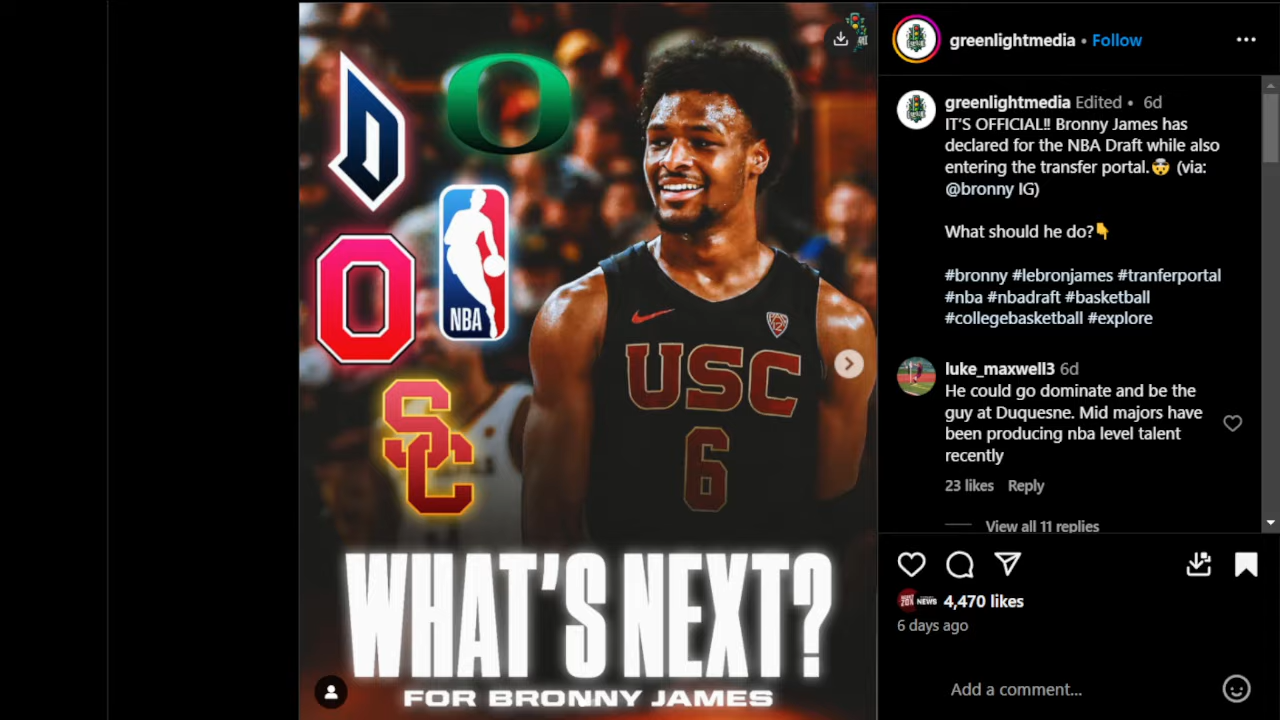 D
O
NBA
O
SC
USC
6
WHAT'S NEXT?
FOR BRONNY JAMES
greenlightmedia • Follow
greenlightmedia Edited • 6d
IT'S OFFICIAL!! Bronny James has
declared for the NBA Draft while also
entering the transfer portal.🤯 (via:
@bronny IG)
What should he do?👇
#bronny #lebronjames #tranferportal
#nba #nbadraft #basketball
#collegebasketball #explore
luke_maxwell3 6d
He could go dominate and be the
guy at Duquesne. Mid majors have
been producing nba level talent
recently
23 likes Reply
View all 11 replies
NEWS 4,470 likes
6 days ago
Add a comment...